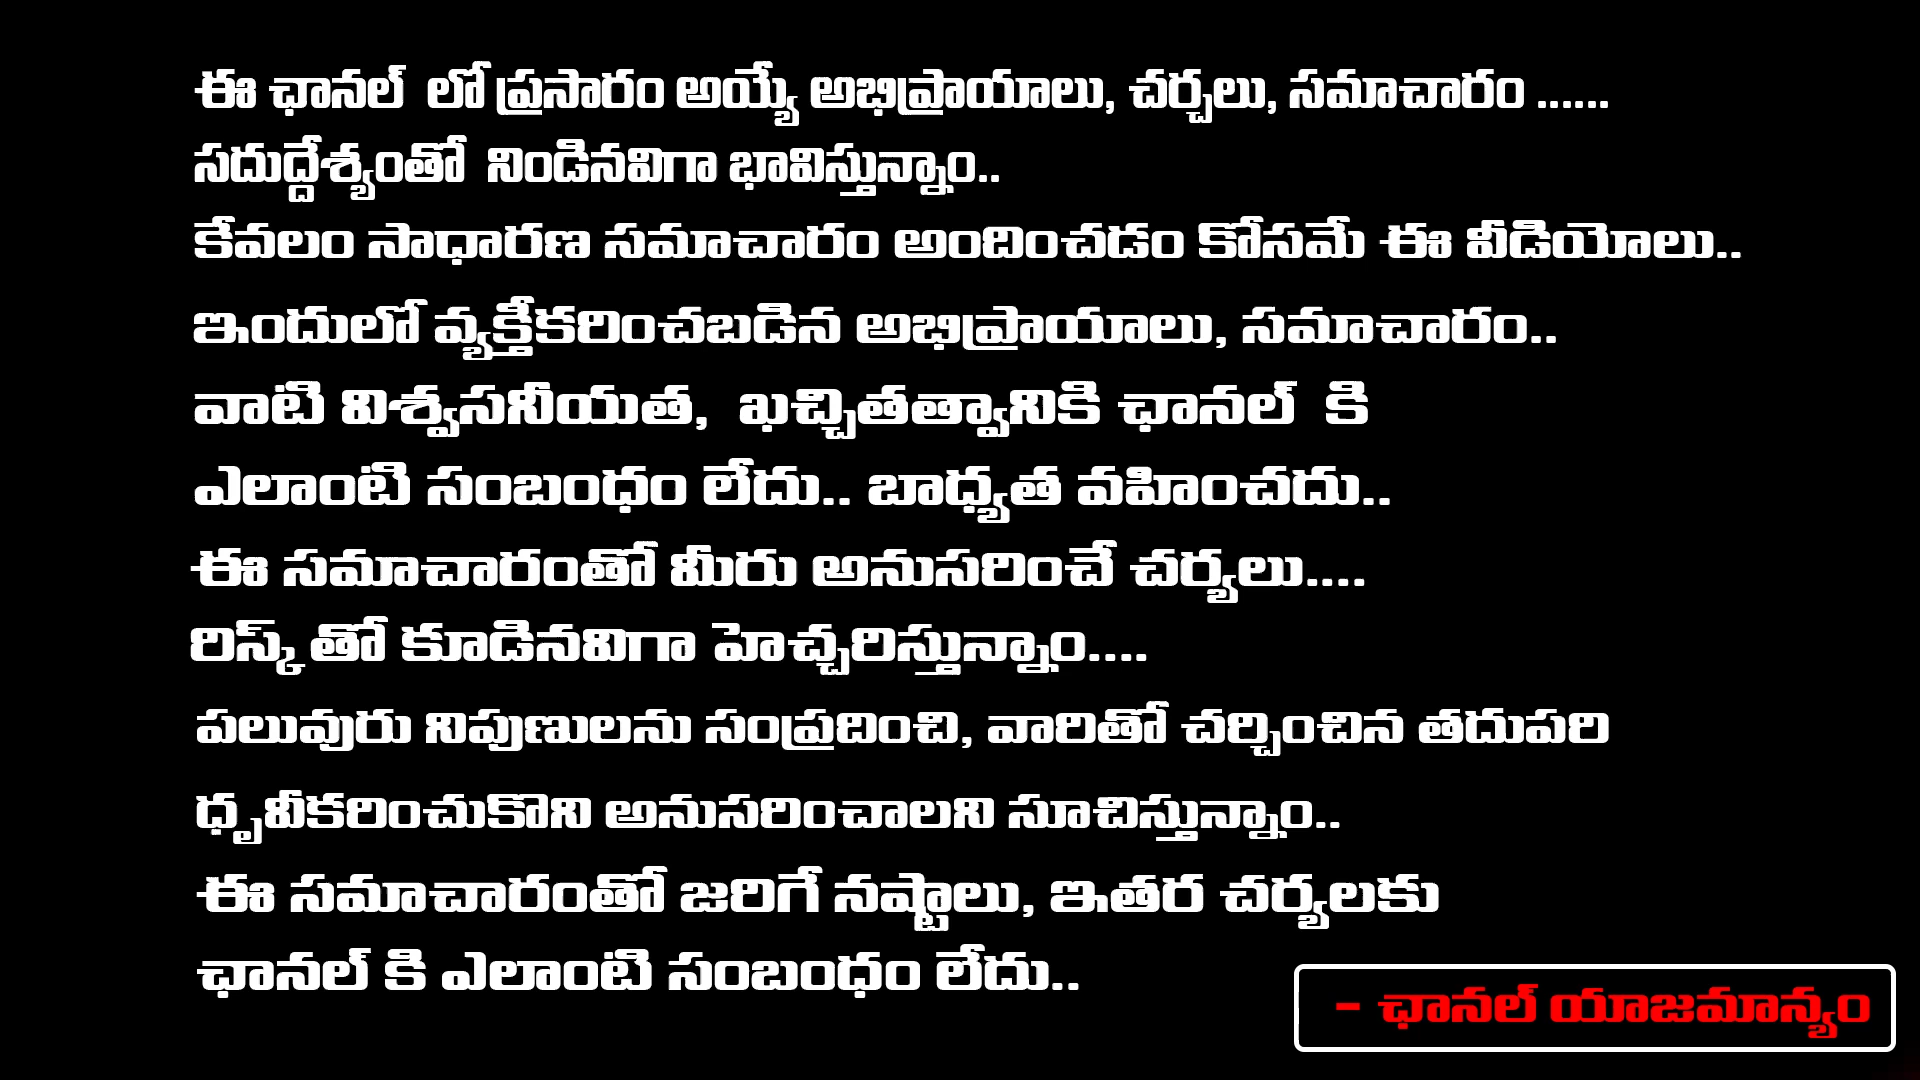 ఈ ఛానల్ లో ప్రసారం అయ్యే అభిప్రాయాలు, చర్చలు, సమాచారం ......
సదుద్దేశ్యంతో నిండినవిగా భావిస్తున్నాం..
కేవలం సాధారణ సమాచారం అందించడం కోసమే ఈ వీడియోలు..
ఇందులో వ్యక్తీకరించబడిన అభిప్రాయాలు, సమాచారం..
వాటి విశ్వసనీయత, ఖచ్చితత్వానికి ఛానల్ కి
ఎలాంటి సంబంధం లేదు.. బాధ్యత వహించదు..
ఈ సమాచారంతో మీరు అనుసరించే చర్యలు....
రిస్క్ తో కూడినవిగా హెచ్చరిస్తున్నాం....
పలువురు నిపుణులను సంప్రదించి, వారితో చర్చించిన తదుపరి
ధృవీకరించుకొని అనుసరించాలని సూచిస్తున్నాం..
ఈ సమాచారంతో జరిగే నష్టాలు, ఇతర చర్యలకు
ఛానల్ కి ఎలాంటి సంబంధం లేదు..
- ఛానల్ యాజమాన్యం